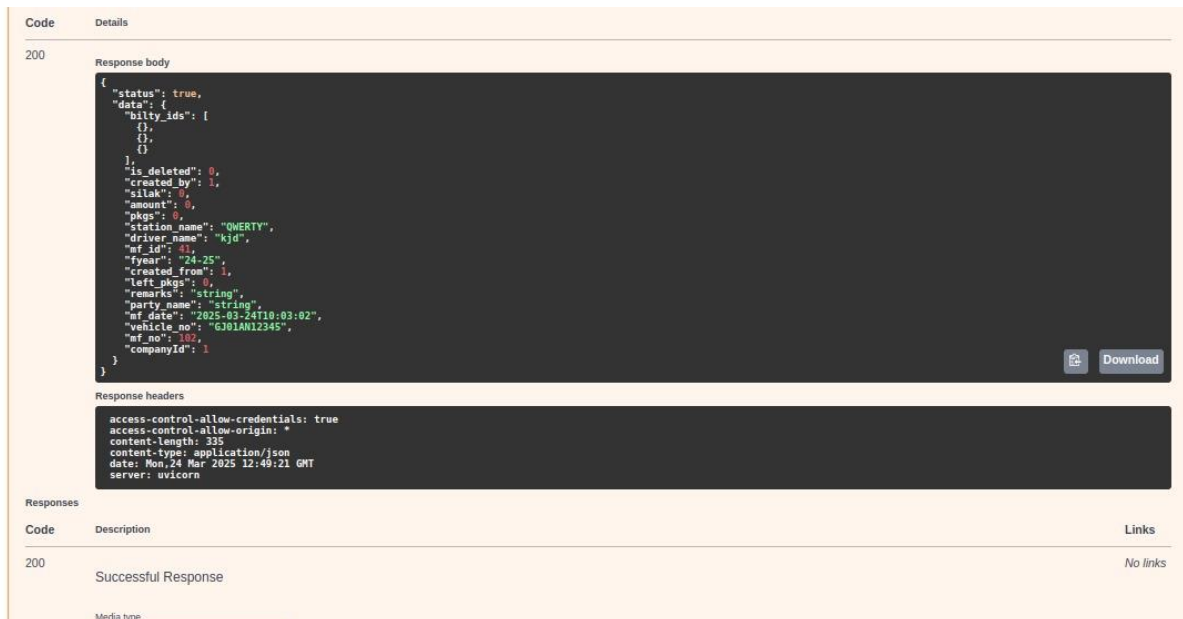 Code Details
200
Response body
{
"status": true,
"data": {
"bilty_ids": [
{},
{},
{}
],
"is_deleted": 0,
"created_by": 1,
"silak": 0,
"amount": 0,
"pkgs": 0,
"station_name": "QWERTY",
"driver_name": "kjd",
"mf_id": 41,
"fyear": "24-25",
"created_from": 1,
"left_pkgs": 0,
"remarks": "string",
"party_name": "string",
"mf_date": "2025-03-24T10:03:02",
"vehicle_no": "GJ01AN12345",
"mf_no": 102,
"companyId": 1
}
}
Download
Response headers
access-control-allow-credentials: true
access-control-allow-origin: *
content-length: 335
content-type: application/json
date: Mon,24 Mar 2025 12:49:21 GMT
server: uvicorn
Responses
Code Description Links
200 No links
Successful Response
Media type